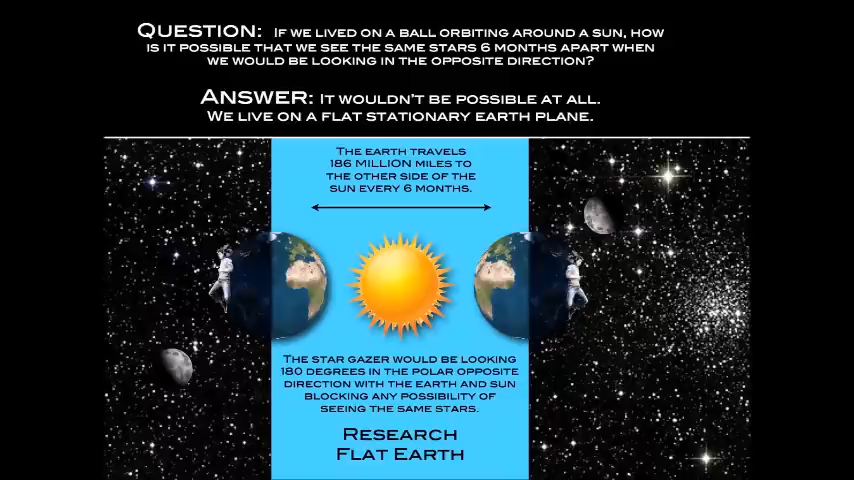 QUESTION: IF WE LIVED ON A BALL ORBITING AROUND A SUN, HOW
IS IT POSSIBLE THAT WE SEE THE SAME STARS 6 MONTHS APART WHEN
WE WOULD BE LOOKING IN THE OPPOSITE DIRECTION?
ANSWER: IT WOULDN'T BE POSSIBLE AT ALL.
WE LIVE ON A FLAT STATIONARY EARTH PLANE.
THE EARTH TRAVELS
186 MILLION MILES TO
THE OTHER SIDE OF THE
SUN EVERY 6 MONTHS.
THE STAR GAZER WOULD BE LOOKING
180 DEGREES IN THE POLAR OPPOSITE
DIRECTION WITH THE EARTH AND SUN
BLOCKING ANY POSSIBILITY OF
SEEING THE SAME STARS.
RESEARCH
FLAT EARTH